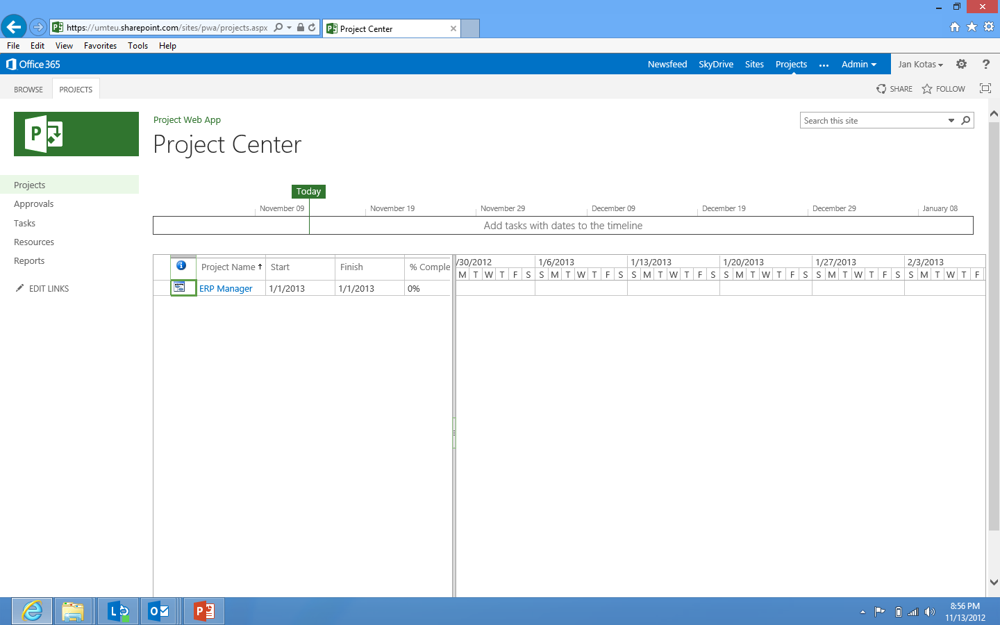 https://umteu.sharepoint.com/sites/pwa/projects.aspx
Project Center
File Edit View Favorites Tools Help
Office 365
Newsfeed SkyDrive Sites Projects ... Admin
Jan Kotas
?
BROWSE PROJECTS
SHARE FOLLOW
P
Project Web App
Project Center
Search this site
Projects
Approvals
Tasks
Resources
Reports
EDIT LINKS
Today
November 09 November 19 November 29 December 09 December 19 December 29 January 08
Add tasks with dates to the timeline
Project Name Start Finish % Comple
ERP Manager 1/1/2013 1/1/2013 0%
/30/2012 1/6/2013 1/13/2013 1/20/2013 1/27/2013 2/3/2013
M T W T F S S M T W T F S S M T W T F S S M T W T F S S M T W T F S S M T W T F
8:56 PM
11/13/2012